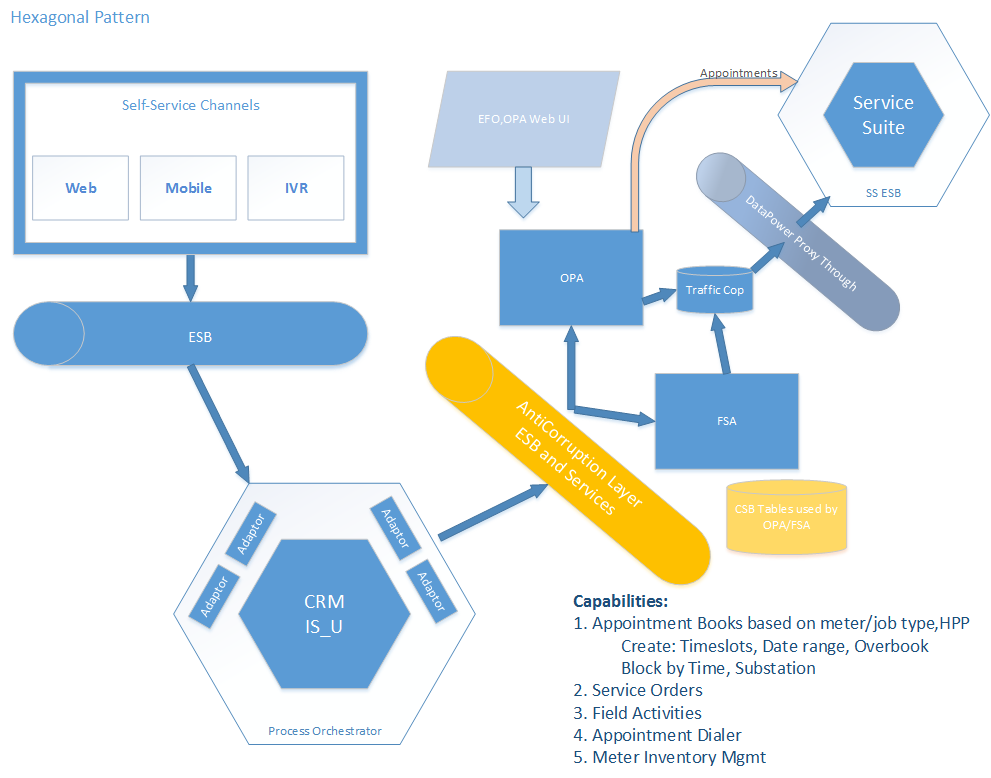 Hexagonal Pattern
Self-Service Channels
Web
Mobile
IVR
ESB
Adaptor
Adaptor
Adaptor
Adaptor
CRM
IS_U
Process Orchestrator
EFO,OPA Web UI
Appointments
Service
Suite
SS ESB
DataPower Proxy Through
OPA
Traffic Cop
FSA
AntiCorruption Layer
ESB and Services
CSB Tables used by
OPA/FSA
Capabilities:
1. Appointment Books based on meter/job type,HPP
Create: Timeslots, Date range, Overbook
Block by Time, Substation
2. Service Orders
3. Field Activities
4. Appointment Dialer
5. Meter Inventory Mgmt